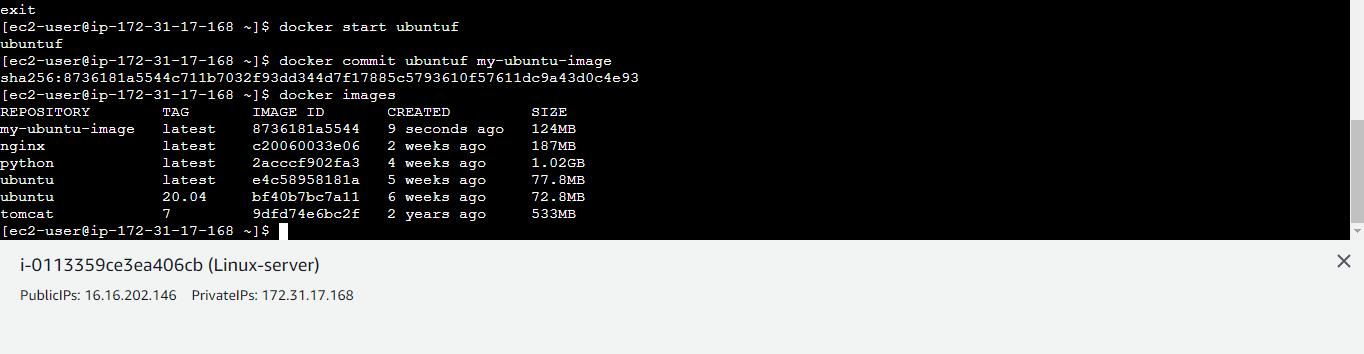 exit
[ec2-user@ip-172-31-17-168 ~]$ docker start ubuntuf
ubuntuf
[ec2-user@ip-172-31-17-168 ~]$ docker commit ubuntuf my-ubuntu-image
sha256:8736181a5544c711b7032f93dd344d7f17885c5793610f57611dc9a43d0c4e93
[ec2-user@ip-172-31-17-168 ~]$ docker images
REPOSITORY        TAG       IMAGE ID       CREATED         SIZE
my-ubuntu-image   latest    8736181a5544   9 seconds ago   124MB
nginx             latest    c20060033e06   2 weeks ago     187MB
python            latest    2acccf902fa3   4 weeks ago     1.02GB
ubuntu            latest    e4c58958181a   5 weeks ago     77.8MB
ubuntu            20.04     bf40b7bc7a11   6 weeks ago     72.8MB
tomcat            7         9dfd74e6bc2f   2 years ago     533MB
[ec2-user@ip-172-31-17-168 ~]$
i-0113359ce3ea406cb (Linux-server)
PublicIPs: 16.16.202.146    PrivateIPs: 172.31.17.168